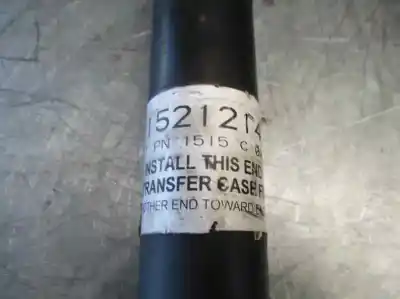 1521214
PN 1515 C
INSTALL THIS END
TRANSFER CASE
OTHER END TOWARD